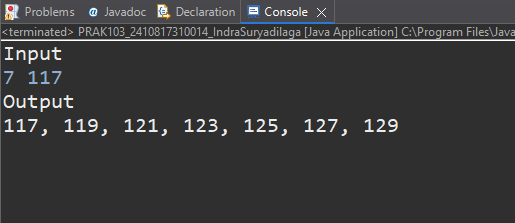 Problems Javadoc Declaration Console
<terminated> PRAK103_2410817310014_IndraSuryadilaga [Java Application] C:\Program Files\Java
Input
7 117
Output
117, 119, 121, 123, 125, 127, 129